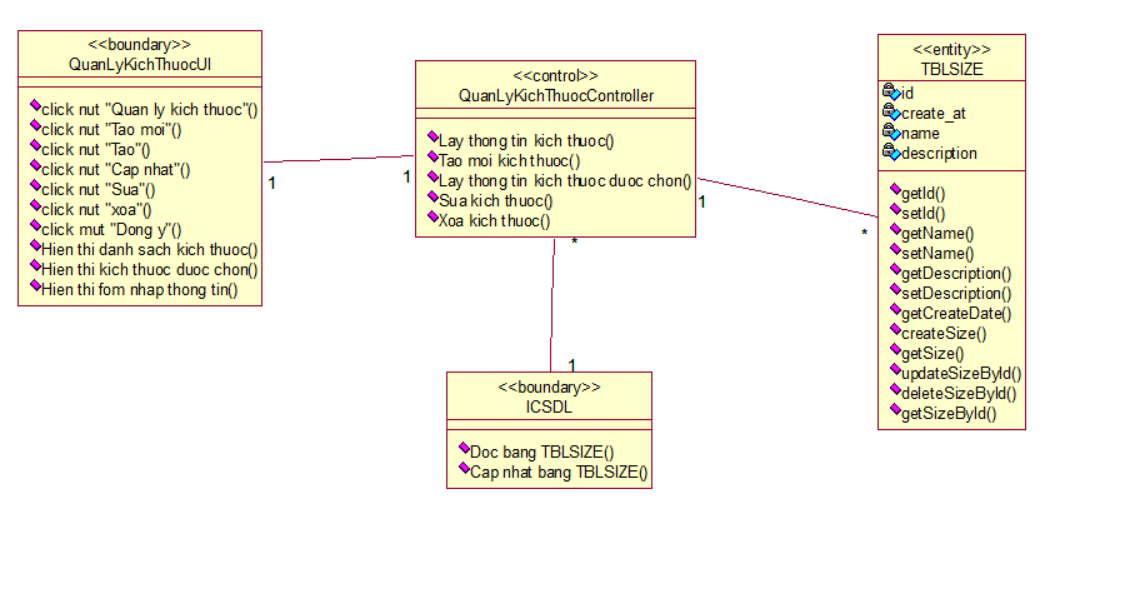 <<boundary>>
QuanLyKichThuocUI
click nut "Quan ly kich thuoc"()
click nut "Tao moi"()
click nut "Tao"()
click nut "Cap nhat"()
click nut "Sua"()
click nut "xoa"()
click mut "Dong y"()
Hien thi danh sach kich thuoc()
Hien thi kich thuoc duoc chon()
Hien thi fom nhap thong tin()
1
1
<<control>>
QuanLyKichThuocController
Lay thong tin kich thuoc()
Tao moi kich thuoc()
Lay thong tin kich thuoc duoc chon()
Sua kich thuoc()
Xoa kich thuoc()
1
*
*
1
<<boundary>>
ICSDL
Doc bang TBLSIZE()
Cap nhat bang TBLSIZE()
<<entity>>
TBLSIZE
id
create_at
name
description
getId()
setId()
getName()
setName()
getDescription()
setDescription()
getCreateDate()
createSize()
getSize()
updateSizeById()
deleteSizeById()
getSizeById()